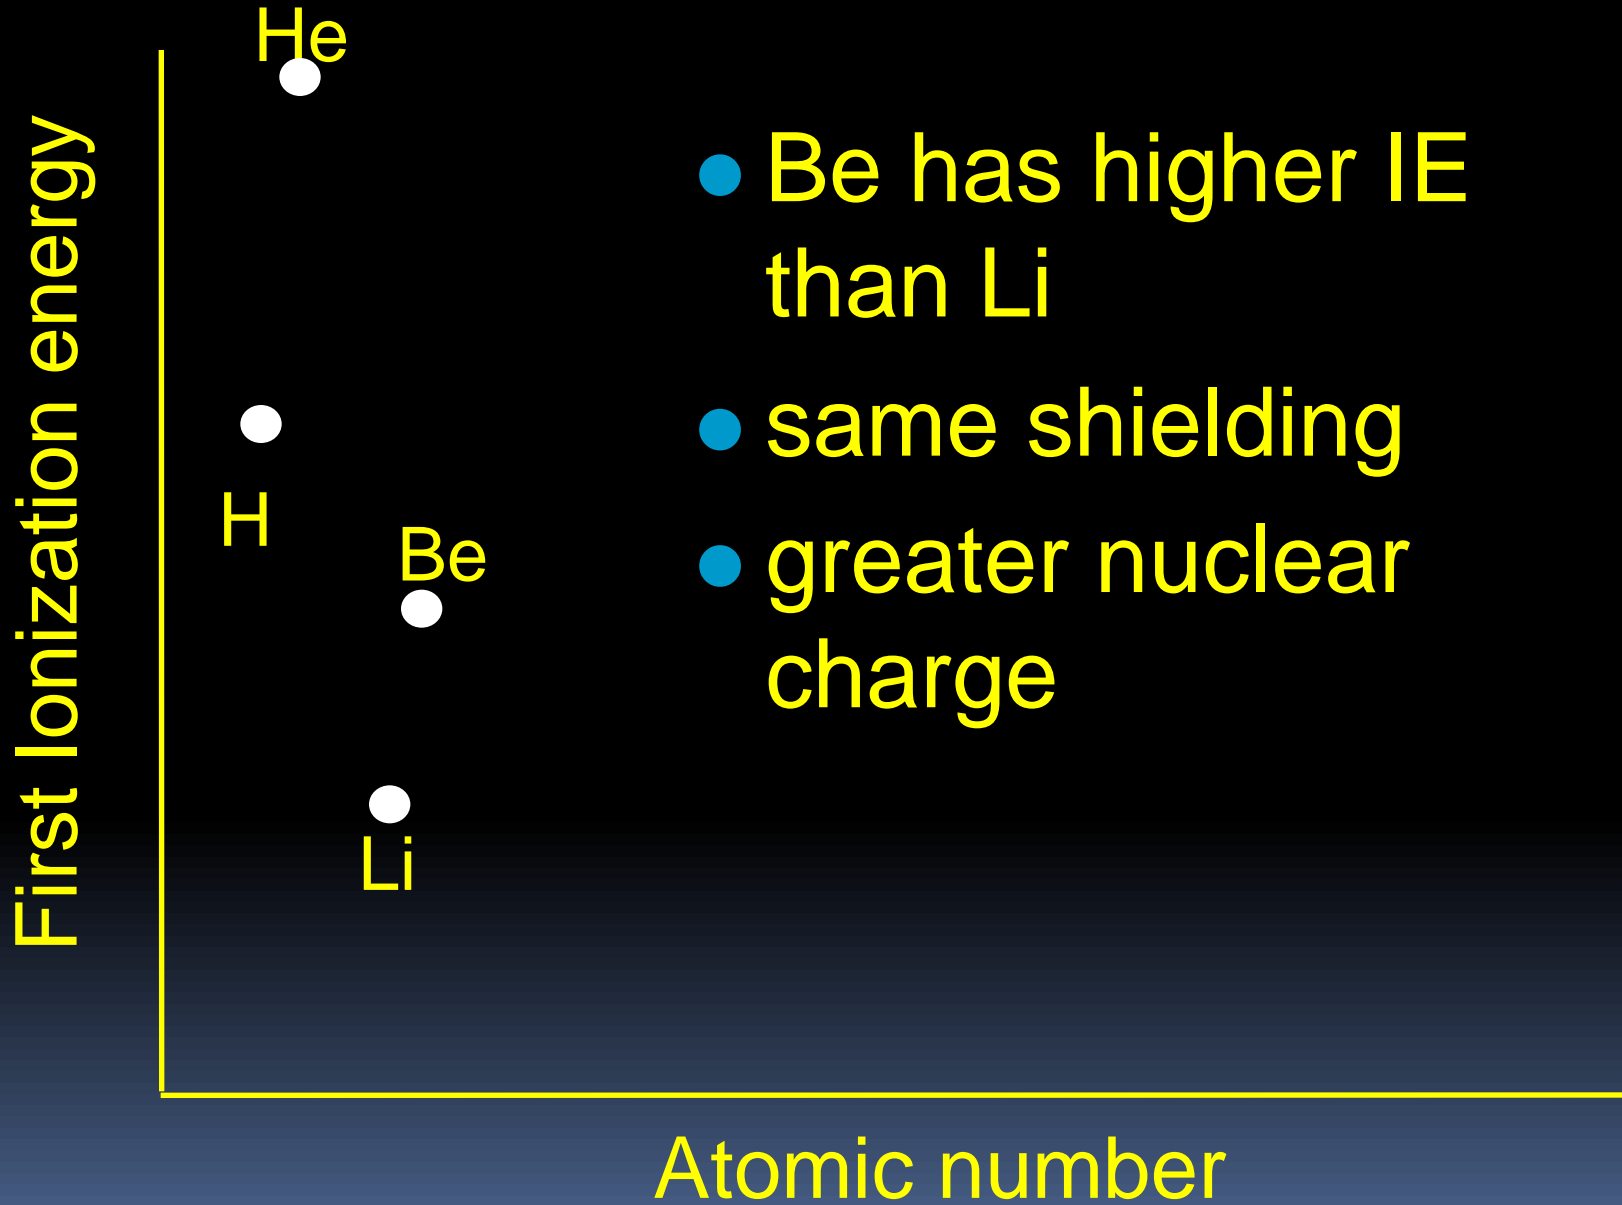 He
First Ionization energy
● Be has higher IE
than Li
● same shielding
H
Be
● greater nuclear
charge
Li
Atomic number